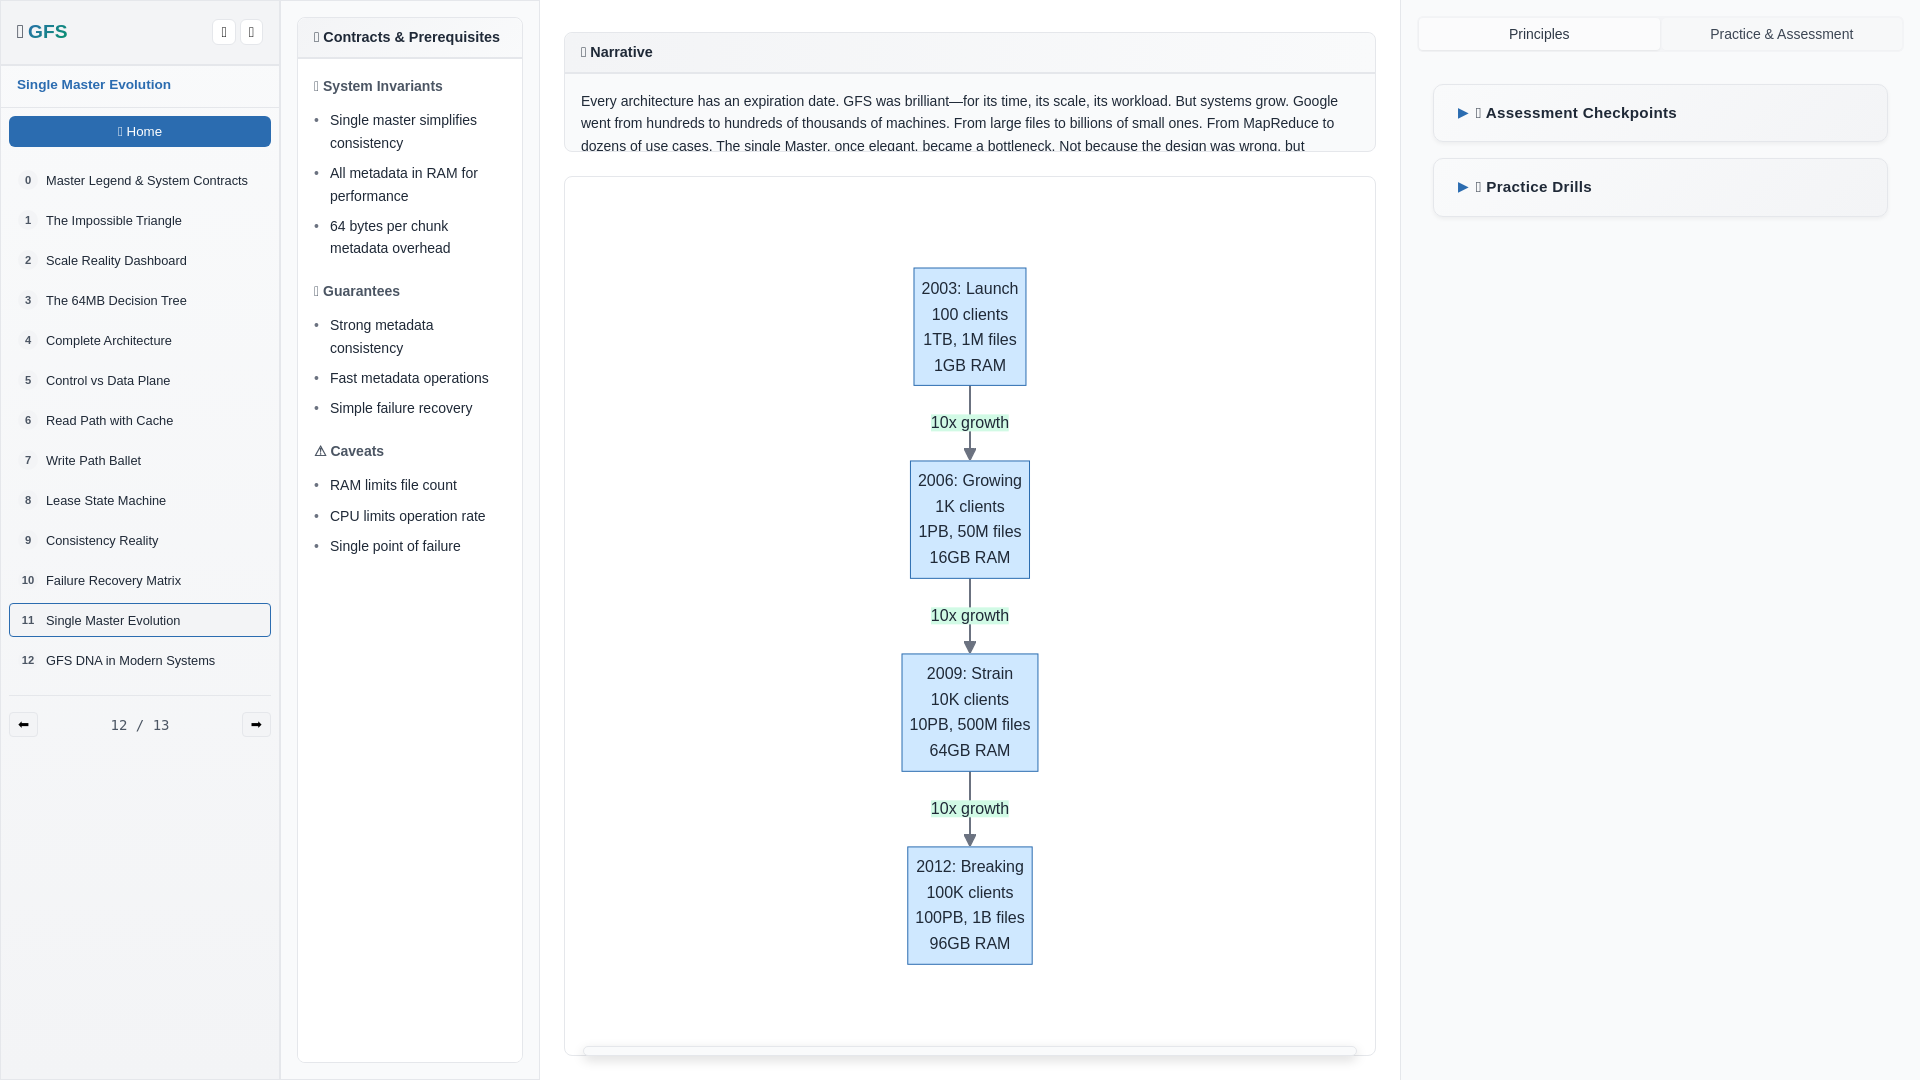 GFS
Single Master Evolution
Home
0 Master Legend & System Contracts
1 The Impossible Triangle
2 Scale Reality Dashboard
3 The 64MB Decision Tree
4 Complete Architecture
5 Control vs Data Plane
6 Read Path with Cache
7 Write Path Ballet
8 Lease State Machine
9 Consistency Reality
10 Failure Recovery Matrix
11 Single Master Evolution
12 GFS DNA in Modern Systems
12 / 13
Contracts & Prerequisites
System Invariants
• Single master simplifies
consistency
• All metadata in RAM for
performance
• 64 bytes per chunk
metadata overhead
Guarantees
• Strong metadata
consistency
• Fast metadata operations
• Simple failure recovery
⚠ Caveats
• RAM limits file count
• CPU limits operation rate
• Single point of failure
Narrative
Every architecture has an expiration date. GFS was brilliant—for its time, its scale, its workload. But systems grow. Google
went from hundreds to hundreds of thousands of machines. From large files to billions of small ones. From MapReduce to
dozens of use cases. The single Master, once elegant, became a bottleneck. Not because the design was wrong, but
2003: Launch
100 clients
1TB, 1M files
1GB RAM
10x growth
2006: Growing
1K clients
1PB, 50M files
16GB RAM
10x growth
2009: Strain
10K clients
10PB, 500M files
64GB RAM
10x growth
2012: Breaking
100K clients
100PB, 1B files
96GB RAM
Principles
Practice & Assessment
▶ Assessment Checkpoints
▶ Practice Drills